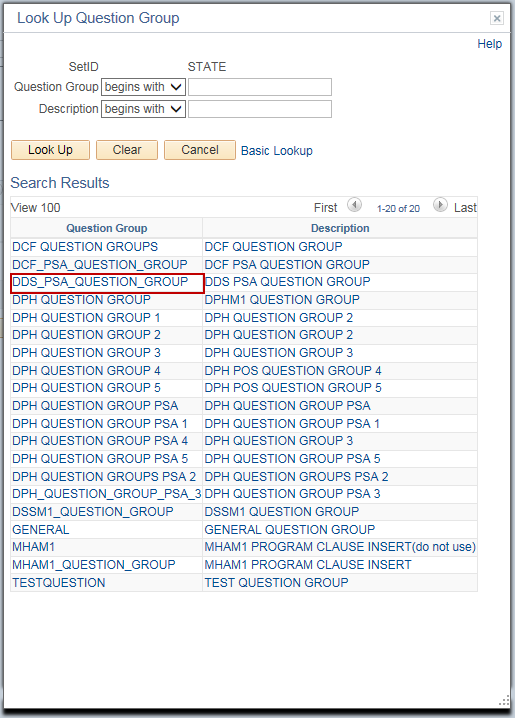 Look Up Question Group
Help
SetID STATE
Question Group begins with
Description begins with
Look Up Clear Cancel Basic Lookup
Search Results
View 100 First 1-20 of 20 Last
Question Group Description
DCF QUESTION GROUPS DCF QUESTION GROUP
DCF_PSA_QUESTION_GROUP DCF PSA QUESTION GROUP
DDS_PSA_QUESTION_GROUP DDS PSA QUESTION GROUP
DPH QUESTION GROUP DPHM1 QUESTION GROUP
DPH QUESTION GROUP 1 DPH QUESTION GROUP 2
DPH QUESTION GROUP 2 DPH QUESTION GROUP 2
DPH QUESTION GROUP 3 DPH QUESTION GROUP 3
DPH QUESTION GROUP 4 DPH POS QUESTION GROUP 4
DPH QUESTION GROUP 5 DPH POS QUESTION GROUP 5
DPH QUESTION GROUP PSA DPH QUESTION GROUP PSA
DPH QUESTION GROUP PSA 1 DPH QUESTION GROUP PSA 1
DPH QUESTION GROUP PSA 4 DPH QUESTION GROUP 3
DPH QUESTION GROUP PSA 5 DPH QUESTION GROUP PSA 5
DPH QUESTION GROUPS PSA 2 DPH QUESTION GROUPS PSA 2
DPH_QUESTION_GROUP_PSA_3 DPH QUESTION GROUP PSA 3
DSSM1_QUESTION_GROUP DSSM1 QUESTION GROUP
GENERAL GENERAL QUESTION GROUP
MHAM1 MHAM1 PROGRAM CLAUSE INSERT(do not use)
MHAM1_QUESTION_GROUP MHAM1 PROGRAM CLAUSE INSERT
TESTQUESTION TEST QUESTION GROUP